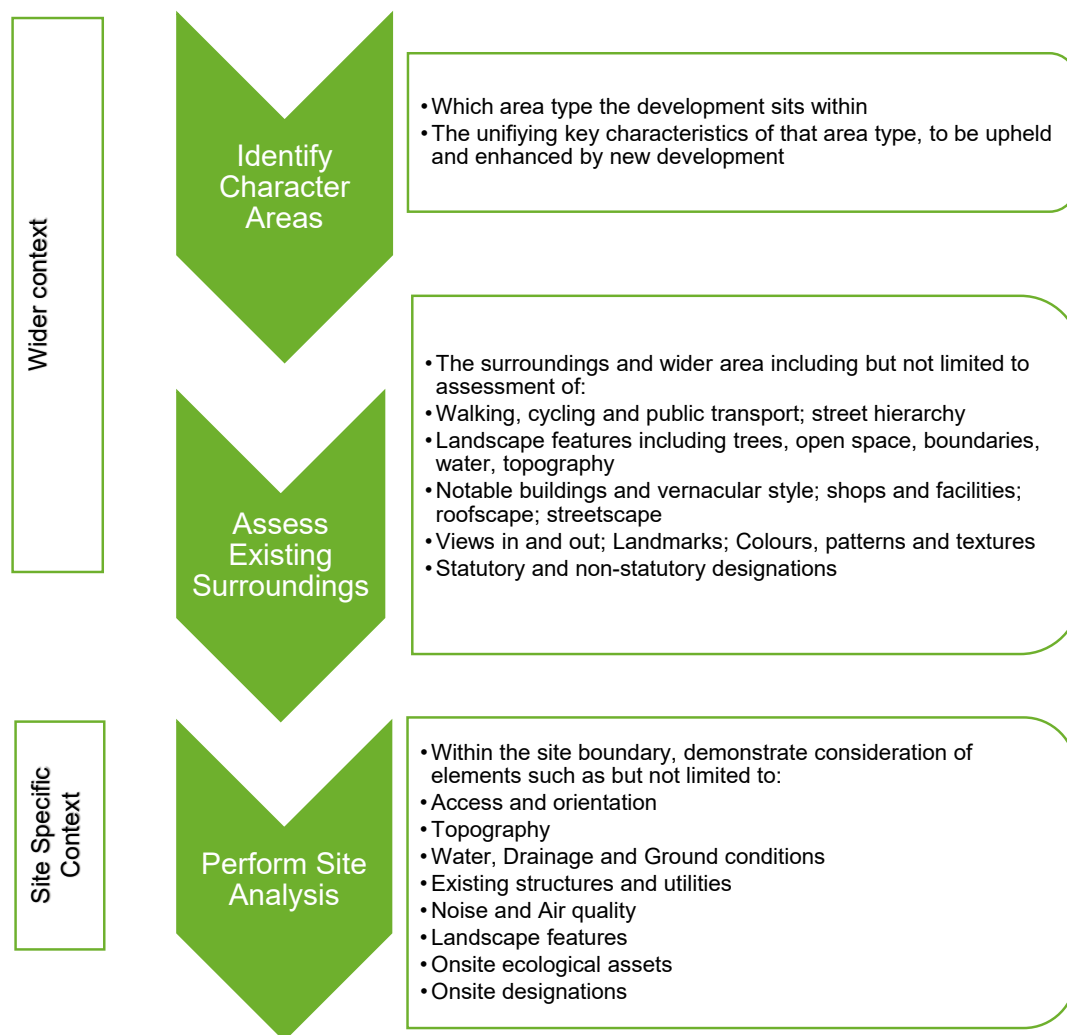 Wider context
Identify
Character
Areas
•Which area type the development sits within
•The unifiying key characteristics of that area type, to be upheld
and enhanced by new development
Assess
Existing
Surroundings
•The surroundings and wider area including but not limited to
assessment of:
•Walking, cycling and public transport; street hierarchy
•Landscape features including trees, open space, boundaries,
water, topography
•Notable buildings and vernacular style; shops and facilities;
roofscape; streetscape
•Views in and out; Landmarks; Colours, patterns and textures
•Statutory and non-statutory designations
Site Specific
Context
Perform Site
Analysis
•Within the site boundary, demonstrate consideration of
elements such as but not limited to:
•Access and orientation
•Topography
•Water, Drainage and Ground conditions
•Existing structures and utilities
•Noise and Air quality
•Landscape features
•Onsite ecological assets
•Onsite designations